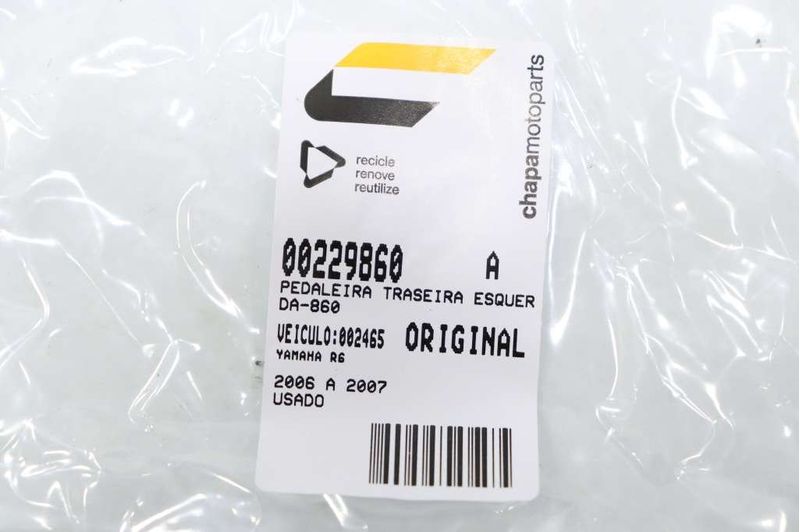 chapamotoparts
recicle
renove
reutilize
00229860 A
PEDALEIRA TRASEIRA ESQUER
DA-860
VEICULO:002465 ORIGINAL
YAMAHA R6
2006 A 2007
USADO